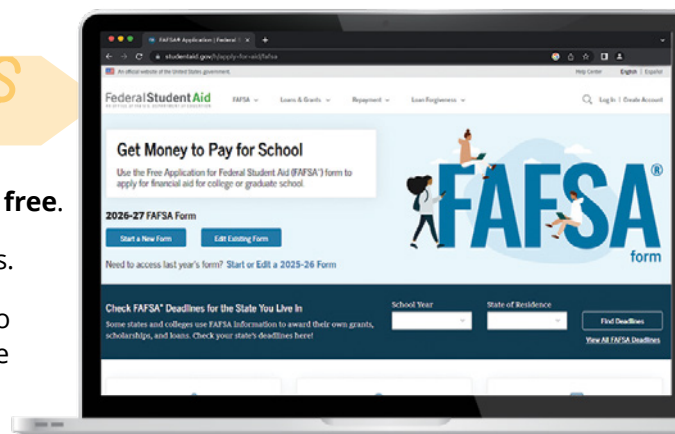 S
free.
s.
o
e
FAFSA® Application | Federal S
studentaid.gov/h/apply-for-aid/fafsa
An official website of the United States government.
Help Center English | Español
Federal Student Aid
FAFSA Loans & Grants Repayment Loan Forgiveness
Log In | Create Account
Get Money to Pay for School
Use the Free Application for Federal Student Aid (FAFSA®) form to
apply for financial aid for college or graduate school.
2026-27 FAFSA Form
Start a New Form Edit Existing Form
Need to access last year's form? Start or Edit a 2025-26 Form
FAFSA®
form
Check FAFSA® Deadlines for the State You Live In
Some states and colleges use FAFSA information to award their own grants,
scholarships, and loans. Check your state's deadlines here!
School Year State of Residence
Find Deadlines
View All FAFSA Deadlines